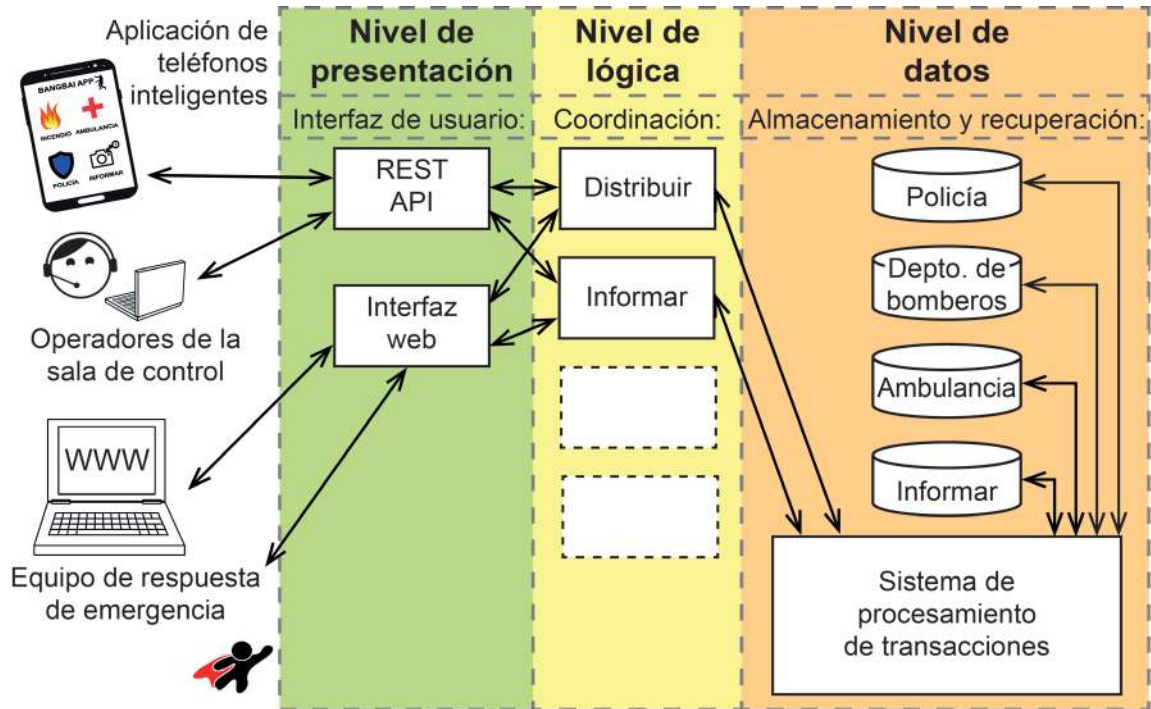 Aplicación de
teléfonos
inteligentes
BANGBAI APP
INCENDIO AMBULANCIA
POLICÍA INFORMAR
Operadores de la
sala de control
WWW
Equipo de respuesta
de emergencia
Nivel de
presentación
Interfaz de usuario:
REST
API
Interfaz
web
Nivel de
lógica
Coordinación:
Distribuir
Informar
Nivel de
datos
Almacenamiento y recuperación:
Policía
Depto. de
bomberos
Ambulancia
Informar
Sistema de
procesamiento
de transacciones